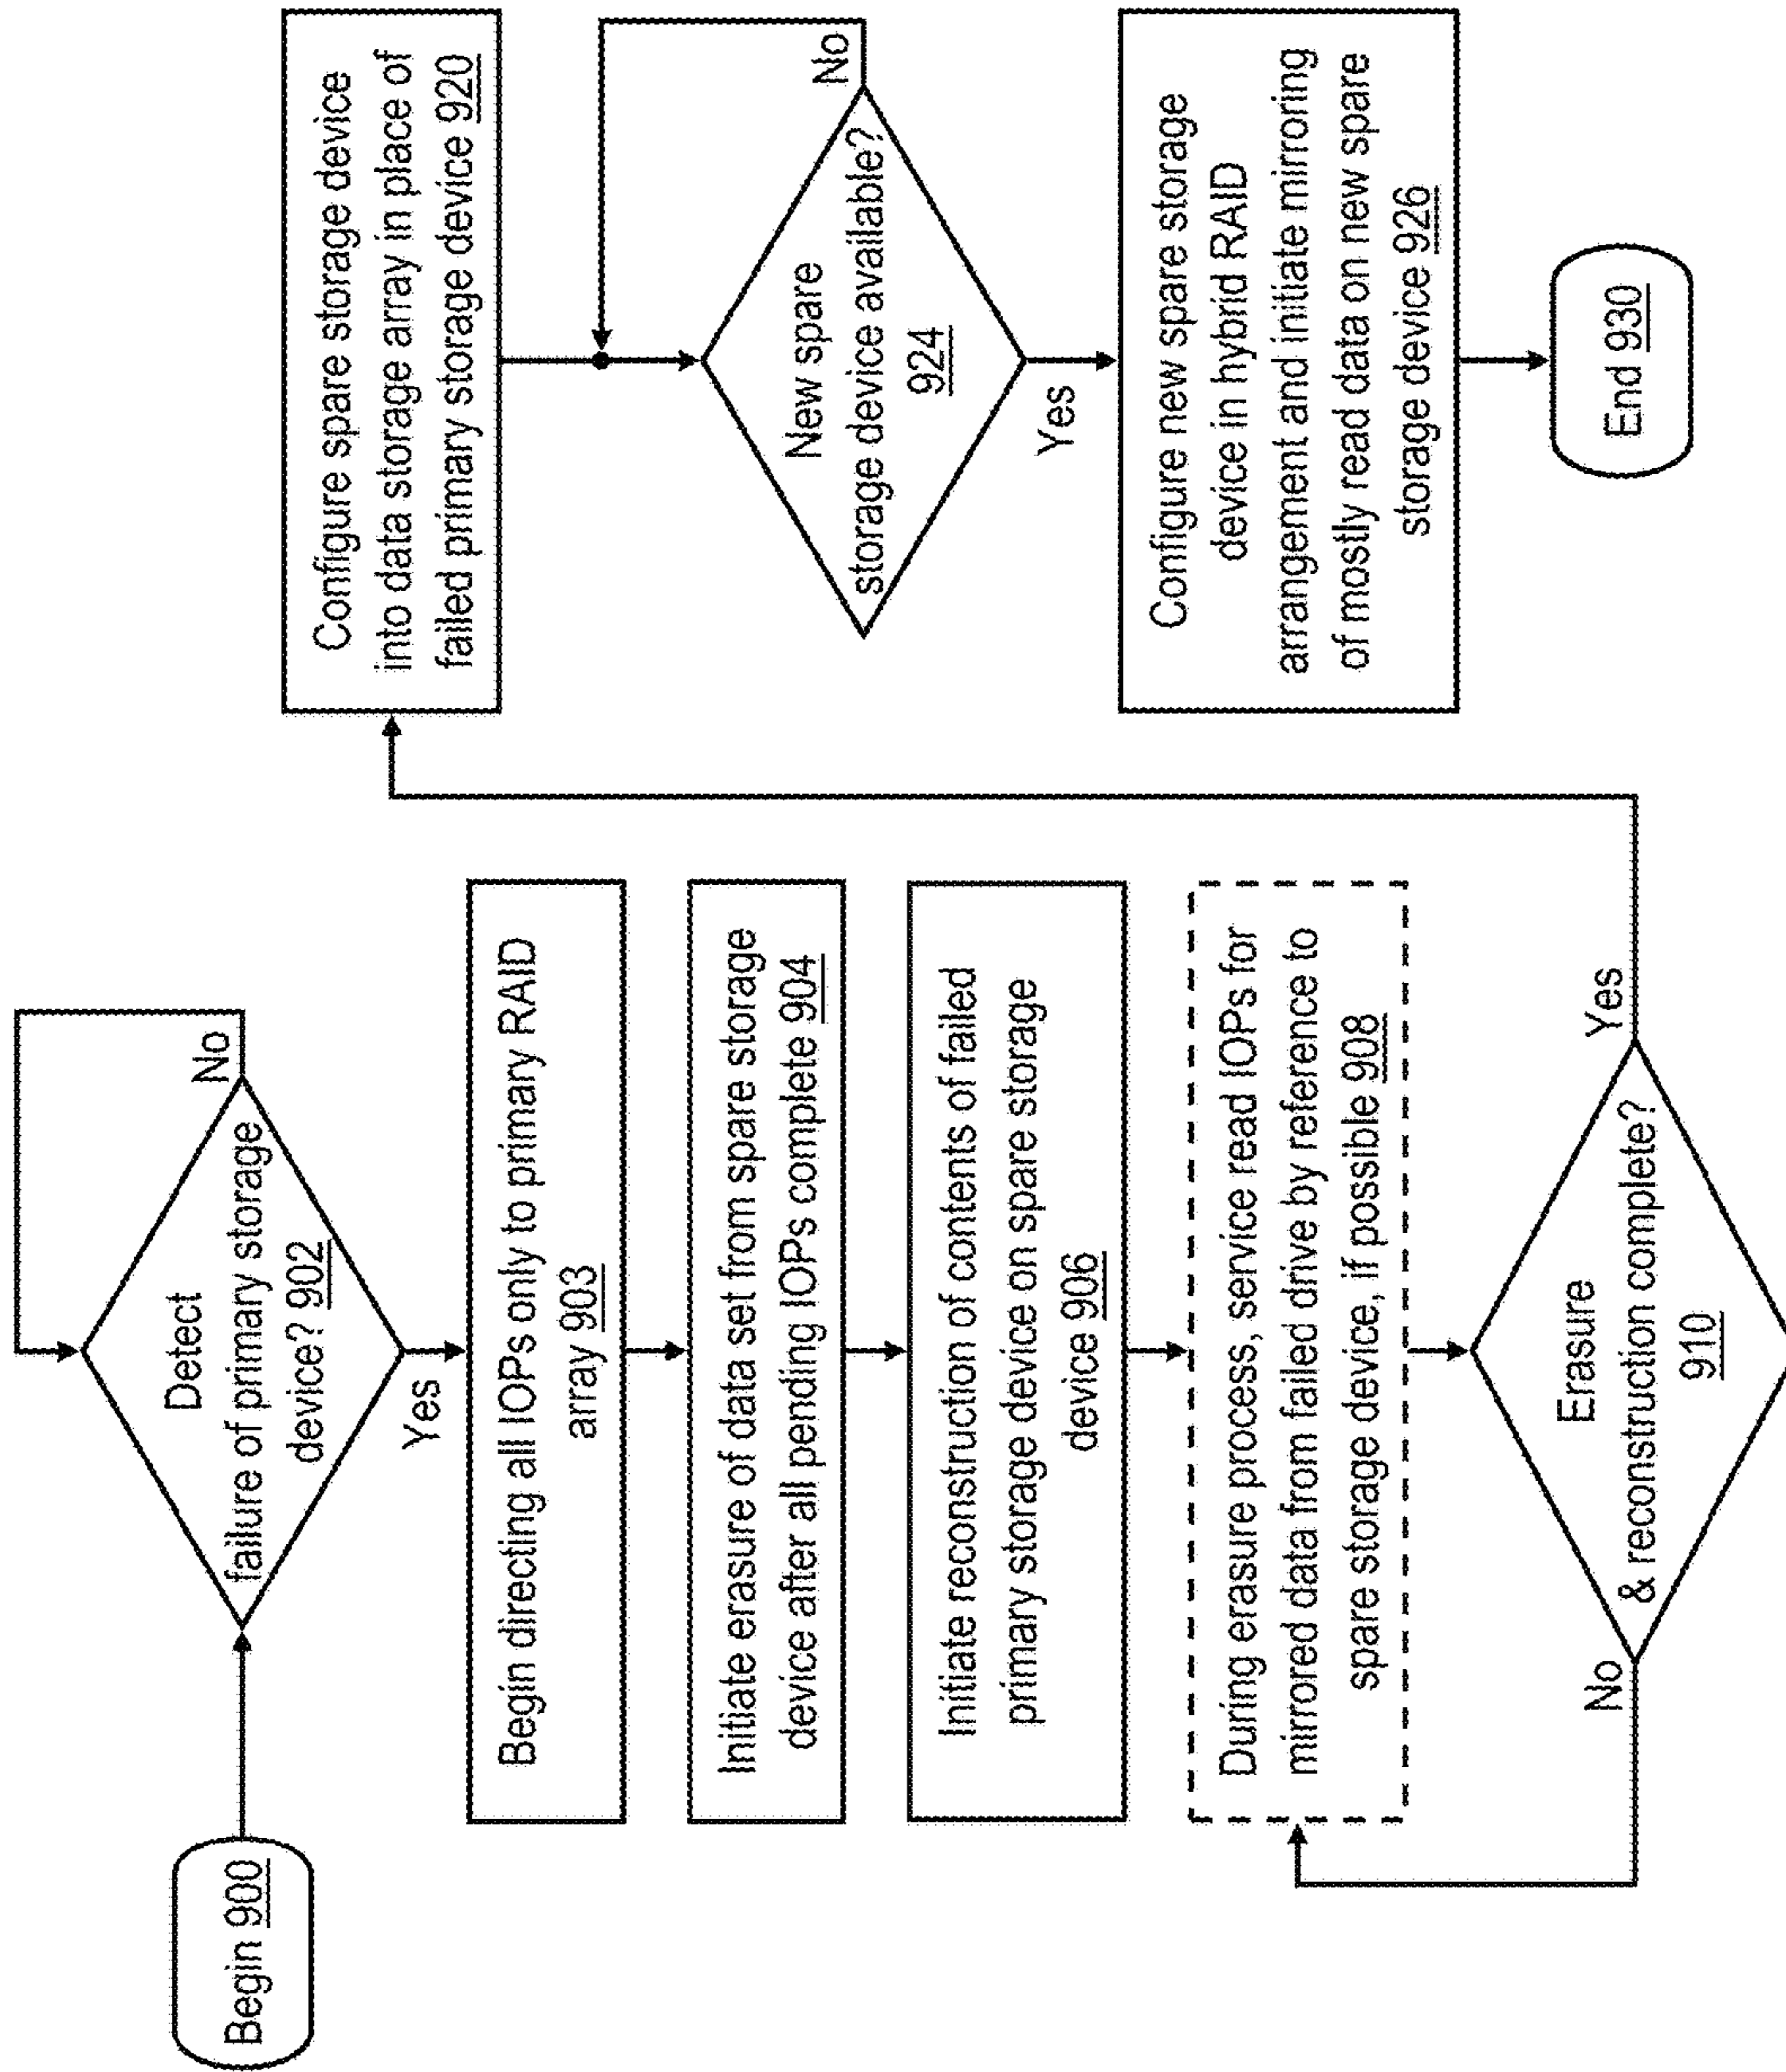 Begin 900
Detect
failure of primary storage
device? 902
No
Yes
Begin directing all IOPs only to primary RAID
array 903
Initiate erasure of data set from spare storage
device after all pending IOPs complete 904
Initiate reconstruction of contents of failed
primary storage device on spare storage
device 906
During erasure process, service read IOPs for
mirrored data from failed drive by reference to
spare storage device, if possible 908
Erasure
& reconstruction complete?
910
No
Yes
Configure spare storage device
into data storage array in place of
failed primary storage device 920
New spare
storage device available?
924
No
Yes
Configure new spare storage
device in hybrid RAID
arrangement and initiate mirroring
of mostly read data on new spare
storage device 926
End 930